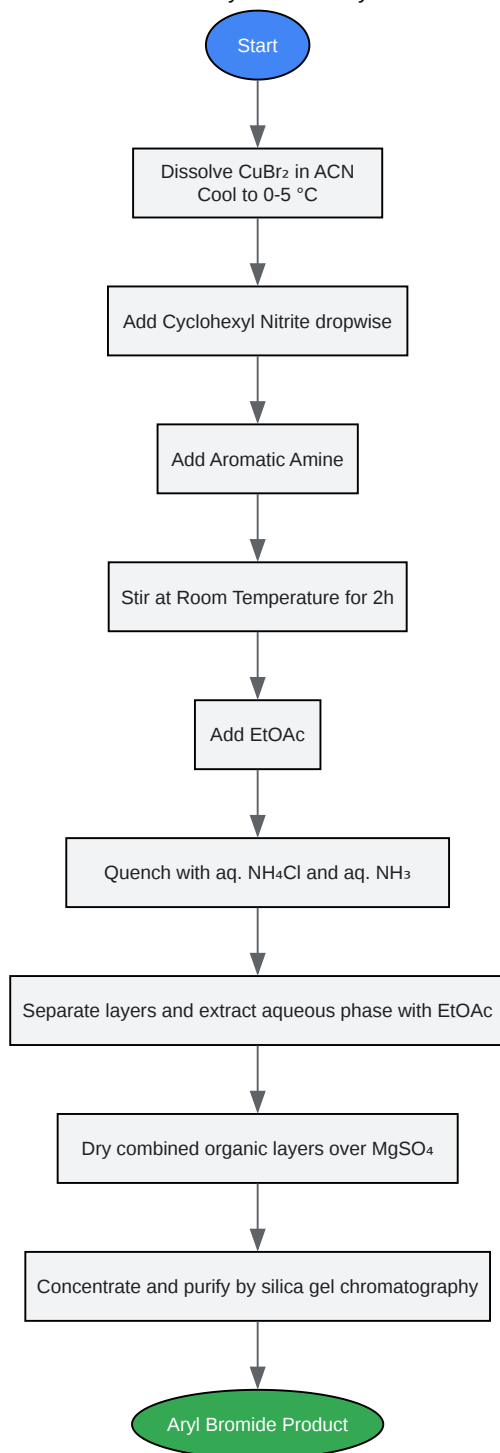 Start
Dissolve CuBr₂ in ACN
Cool to 0-5 °C
Add Cyclohexyl Nitrite dropwise
Add Aromatic Amine
Stir at Room Temperature for 2h
Add EtOAc
Quench with aq. NH₄Cl and aq. NH₃
Separate layers and extract aqueous phase with EtOAc
Dry combined organic layers over MgSO₄
Concentrate and purify by silica gel chromatography
Aryl Bromide Product